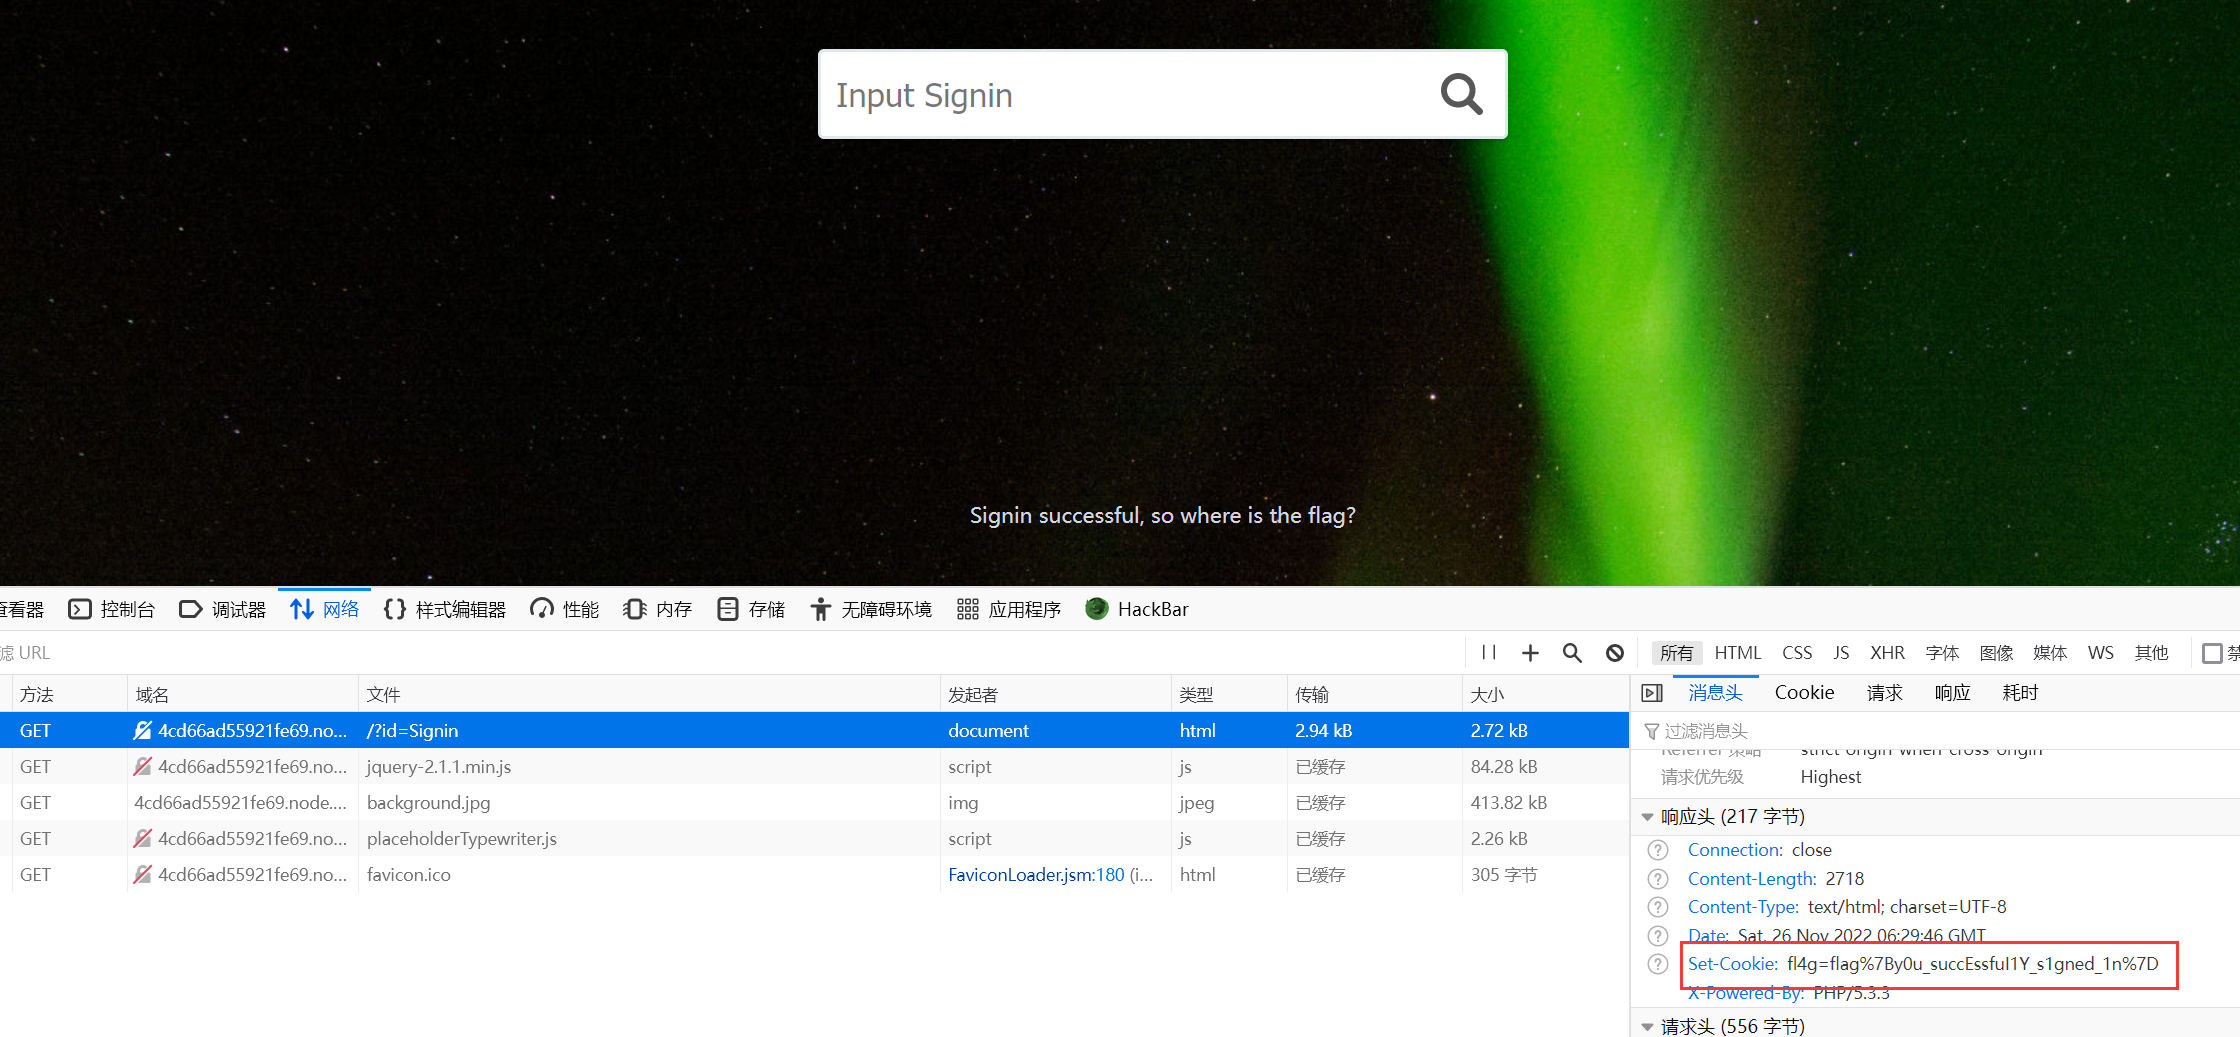 Input Signin
Signin successful, so where is the flag?
查看器 控制台 调试器 网络 样式编辑器 性能 内存 存储 无障碍环境 应用程序 HackBar
滤 URL 所有 HTML CSS JS XHR 字体 图像 媒体 WS 其他 禁
方法 域名 文件 发起者 类型 传输 大小
GET 4cd66ad55921fe69.no... /?id=Signin document html 2.94 kB 2.72 kB
GET 4cd66ad55921fe69.no... jquery-2.1.1.min.js script js 已缓存 84.28 kB
GET 4cd66ad55921fe69.node.... background.jpg img jpeg 已缓存 413.82 kB
GET 4cd66ad55921fe69.no... placeholderTypewriter.js script js 已缓存 2.26 kB
GET 4cd66ad55921fe69.no... favicon.ico FaviconLoader.jsm:180 (i... html 已缓存 305 字节
消息头 Cookie 请求 响应 耗时
过滤消息头
Referrer 策略 strict-origin-when-cross-origin
请求优先级 Highest
响应头 (217 字节)
Connection: close
Content-Length: 2718
Content-Type: text/html; charset=UTF-8
Date: Sat, 26 Nov 2022 06:29:46 GMT
Set-Cookie: fl4g=flag%7By0u_succEssful1Y_s1gned_1n%7D
X-Powered-By: PHP/5.3.3
请求头 (556 字节)